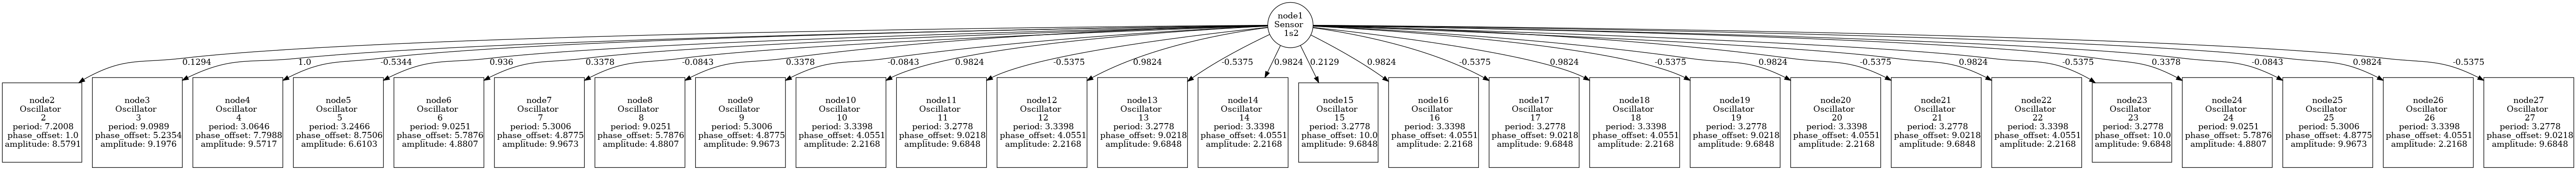 node1
Sensor
1s2
0.1294
1.0
-0.5344
0.936
0.3378
-0.0843
0.3378
-0.0843
0.9824
-0.5375
0.9824
-0.5375
0.9824
0.2129
0.9824
-0.5375
0.9824
-0.5375
0.9824
-0.5375
0.9824
-0.5375
0.3378
-0.0843
0.9824
-0.5375
node2
Oscillator
2
period: 7.2008
phase_offset: 1.0
amplitude: 8.5791
node3
Oscillator
3
period: 9.0989
phase_offset: 5.2354
amplitude: 9.1976
node4
Oscillator
4
period: 3.0646
phase_offset: 7.7988
amplitude: 9.5717
node5
Oscillator
5
period: 3.2466
phase_offset: 8.7506
amplitude: 6.6103
node6
Oscillator
6
period: 9.0251
phase_offset: 5.7876
amplitude: 4.8807
node7
Oscillator
7
period: 5.3006
phase_offset: 4.8775
amplitude: 9.9673
node8
Oscillator
8
period: 9.0251
phase_offset: 5.7876
amplitude: 4.8807
node9
Oscillator
9
period: 5.3006
phase_offset: 4.8775
amplitude: 9.9673
node10
Oscillator
10
period: 3.3398
phase_offset: 4.0551
amplitude: 2.2168
node11
Oscillator
11
period: 3.2778
phase_offset: 9.0218
amplitude: 9.6848
node12
Oscillator
12
period: 3.3398
phase_offset: 4.0551
amplitude: 2.2168
node13
Oscillator
13
period: 3.2778
phase_offset: 9.0218
amplitude: 9.6848
node14
Oscillator
14
period: 3.3398
phase_offset: 4.0551
amplitude: 2.2168
node15
Oscillator
15
period: 3.2778
phase_offset: 10.0
amplitude: 9.6848
node16
Oscillator
16
period: 3.3398
phase_offset: 4.0551
amplitude: 2.2168
node17
Oscillator
17
period: 3.2778
phase_offset: 9.0218
amplitude: 9.6848
node18
Oscillator
18
period: 3.3398
phase_offset: 4.0551
amplitude: 2.2168
node19
Oscillator
19
period: 3.2778
phase_offset: 9.0218
amplitude: 9.6848
node20
Oscillator
20
period: 3.3398
phase_offset: 4.0551
amplitude: 2.2168
node21
Oscillator
21
period: 3.2778
phase_offset: 9.0218
amplitude: 9.6848
node22
Oscillator
22
period: 3.3398
phase_offset: 4.0551
amplitude: 2.2168
node23
Oscillator
23
period: 3.2778
phase_offset: 10.0
amplitude: 9.6848
node24
Oscillator
24
period: 9.0251
phase_offset: 5.7876
amplitude: 4.8807
node25
Oscillator
25
period: 5.3006
phase_offset: 4.8775
amplitude: 9.9673
node26
Oscillator
26
period: 3.3398
phase_offset: 4.0551
amplitude: 2.2168
node27
Oscillator
27
period: 3.2778
phase_offset: 9.0218
amplitude: 9.6848